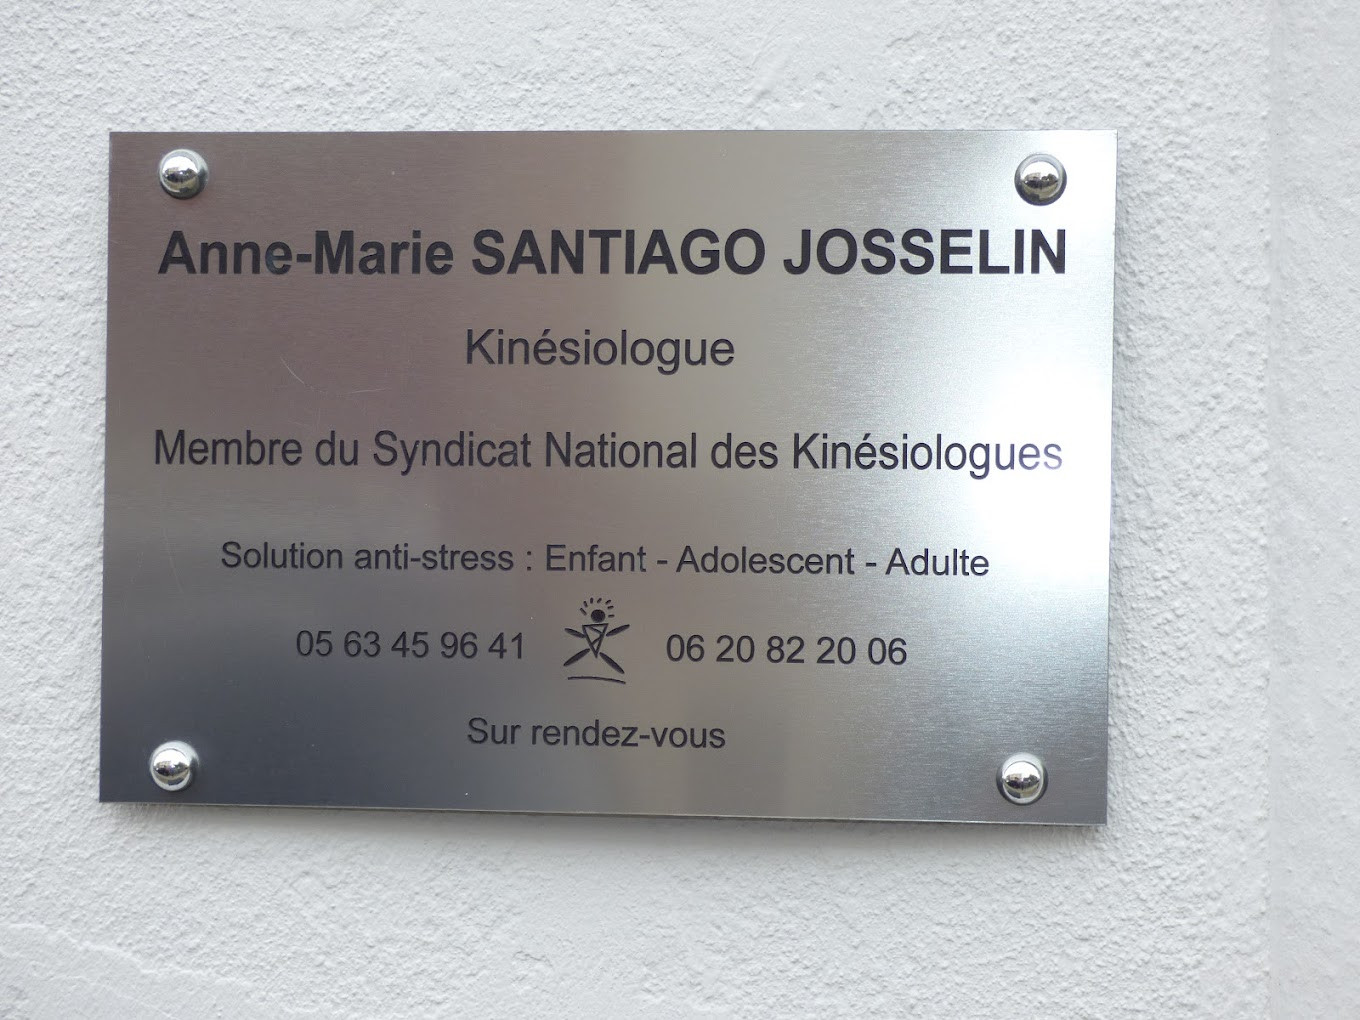 Anne-Marie SANTIAGO JOSSELIN
Kinésiologue
Membre du Syndicat National des Kinésiologues
Solution anti-stress : Enfant - Adolescent - Adulte
05 63 45 96 41 06 20 82 20 06
Sur rendez-vous